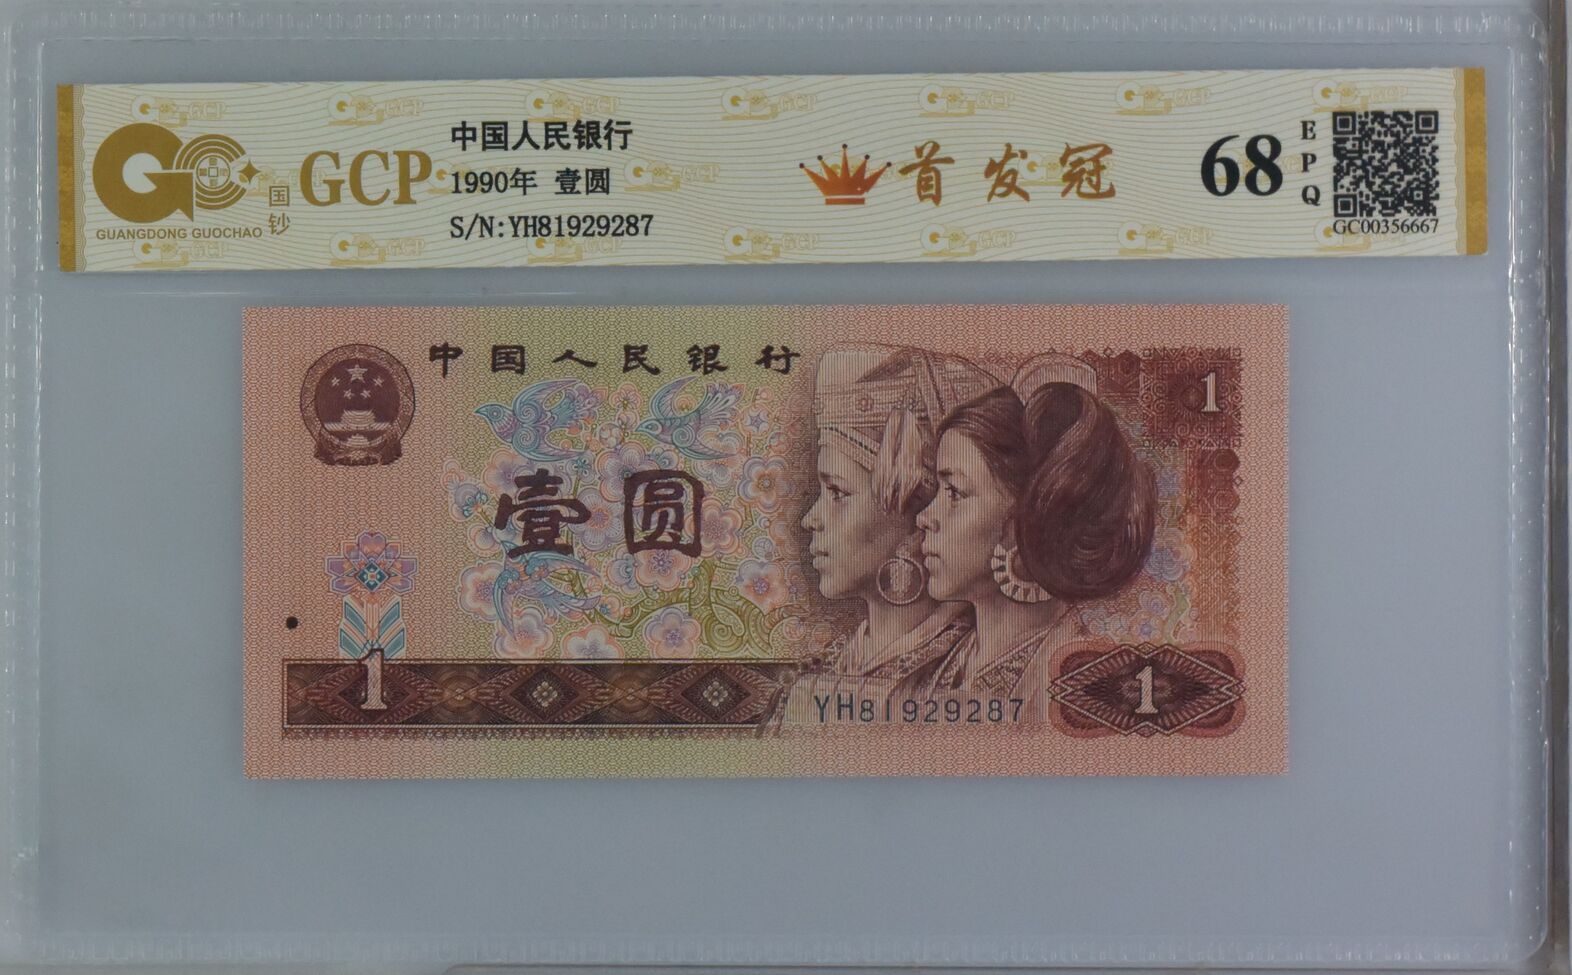 GUANGDONG GUOCHAO
国钞
GCP
中国人民银行
1990年 壹圆
S/N:YH81929287
首发冠
68
EPQ
GC00356667
中国人民银行
1
壹圆
1
YH81929287
1